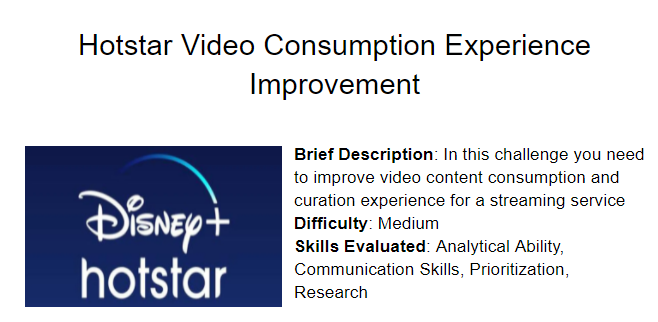 Hotstar Video Consumption Experience
Improvement
Disney+
hotstar
Brief Description: In this challenge you need
to improve video content consumption and
curation experience for a streaming service
Difficulty: Medium
Skills Evaluated: Analytical Ability,
Communication Skills, Prioritization,
Research